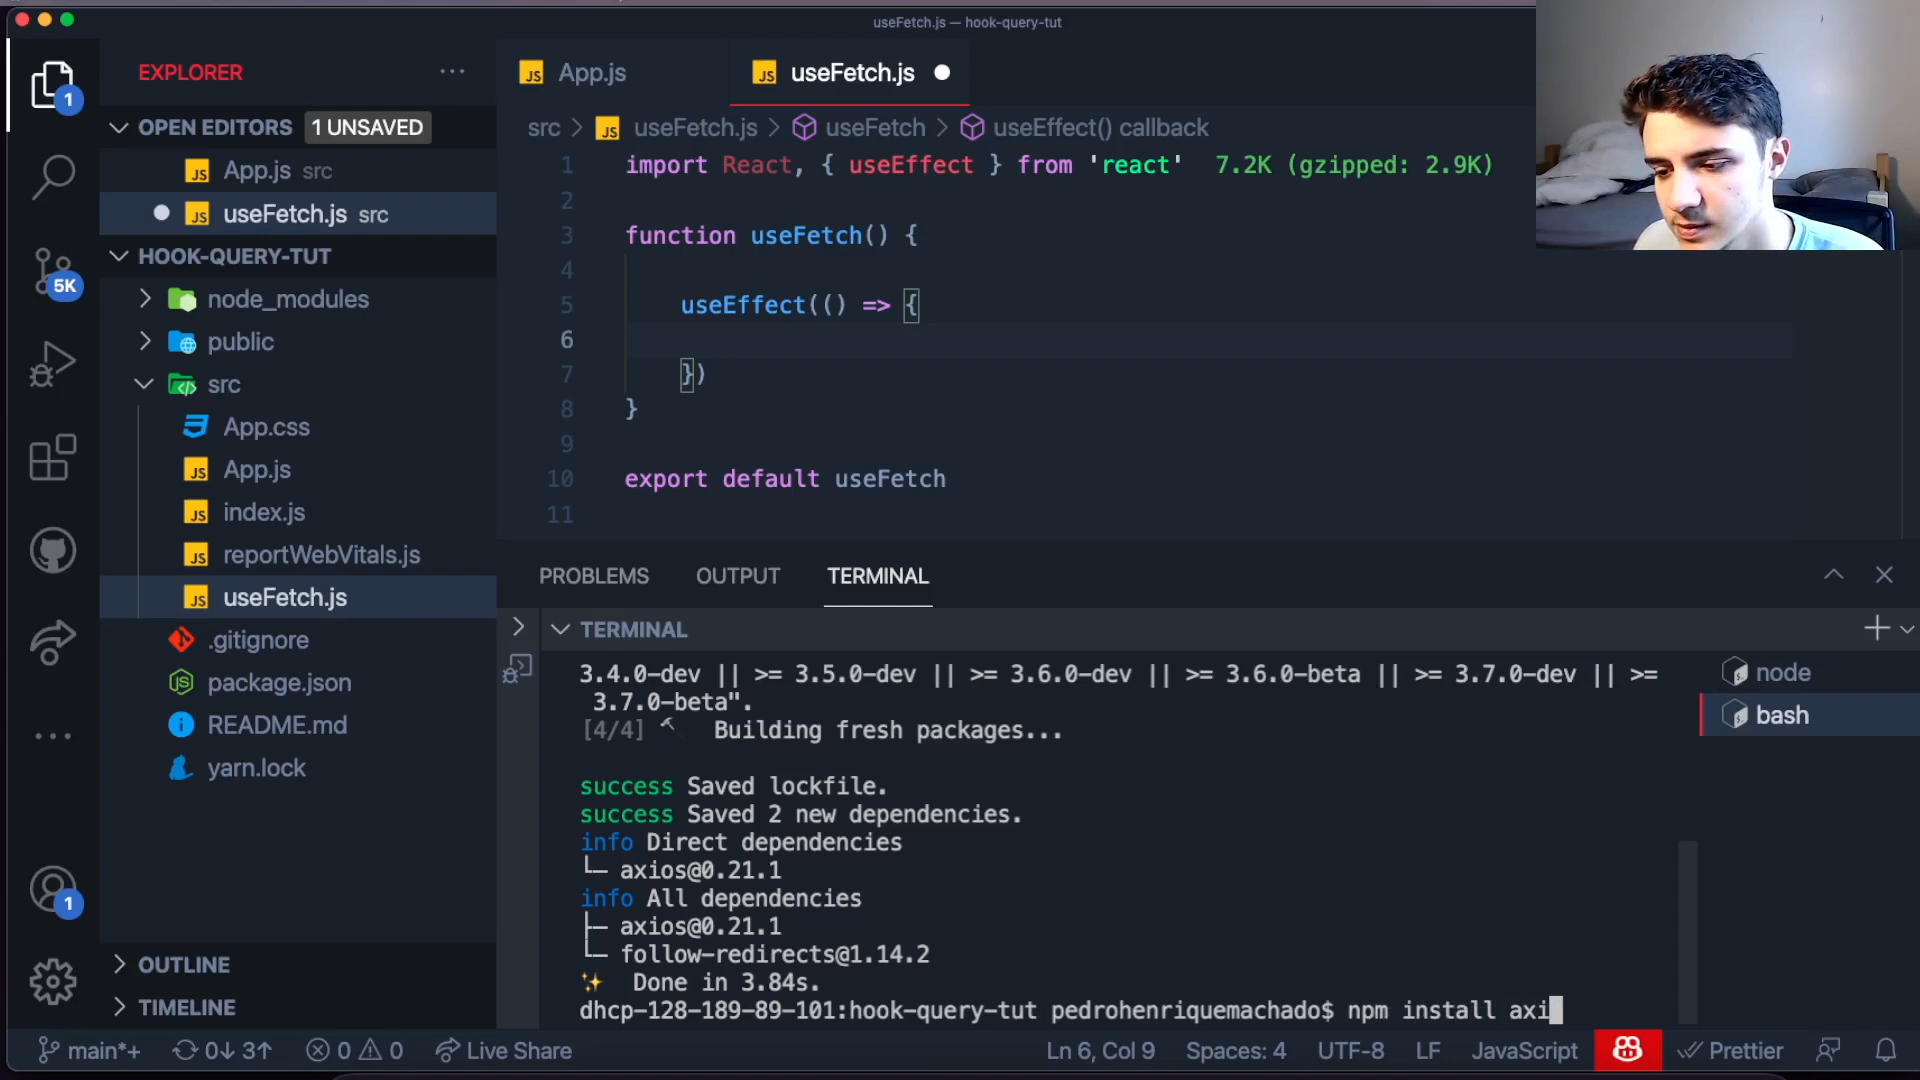 useFetch.js — hook-query-tut
EXPLORER
App.js
useFetch.js
OPEN EDITORS 1 UNSAVED
App.js src
useFetch.js src
HOOK-QUERY-TUT
node_modules
public
src
App.css
App.js
index.js
reportWebVitals.js
useFetch.js
.gitignore
package.json
README.md
yarn.lock
OUTLINE
TIMELINE
1
5K
1
src > useFetch.js > useFetch > useEffect() callback
1 import React, { useEffect } from 'react' 7.2K (gzipped: 2.9K)
2
3 function useFetch() {
4
5 useEffect(() => {
6
7 })
8 }
9
10 export default useFetch
11
PROBLEMS OUTPUT TERMINAL
TERMINAL
3.4.0-dev || >= 3.5.0-dev || >= 3.6.0-dev || >= 3.6.0-beta || >= 3.7.0-dev || >=
3.7.0-beta".
[4/4] Building fresh packages...
success Saved lockfile.
success Saved 2 new dependencies.
info Direct dependencies
└─ axios@0.21.1
info All dependencies
├─ axios@0.21.1
└─ follow-redirects@1.14.2
✨ Done in 3.84s.
dhcp-128-189-89-101:hook-query-tut pedrohenriquemachado$ npm install axi
node
bash
main*+ 0↓ 3↑ 0 0 Live Share Ln 6, Col 9 Spaces: 4 UTF-8 LF JavaScript Prettier